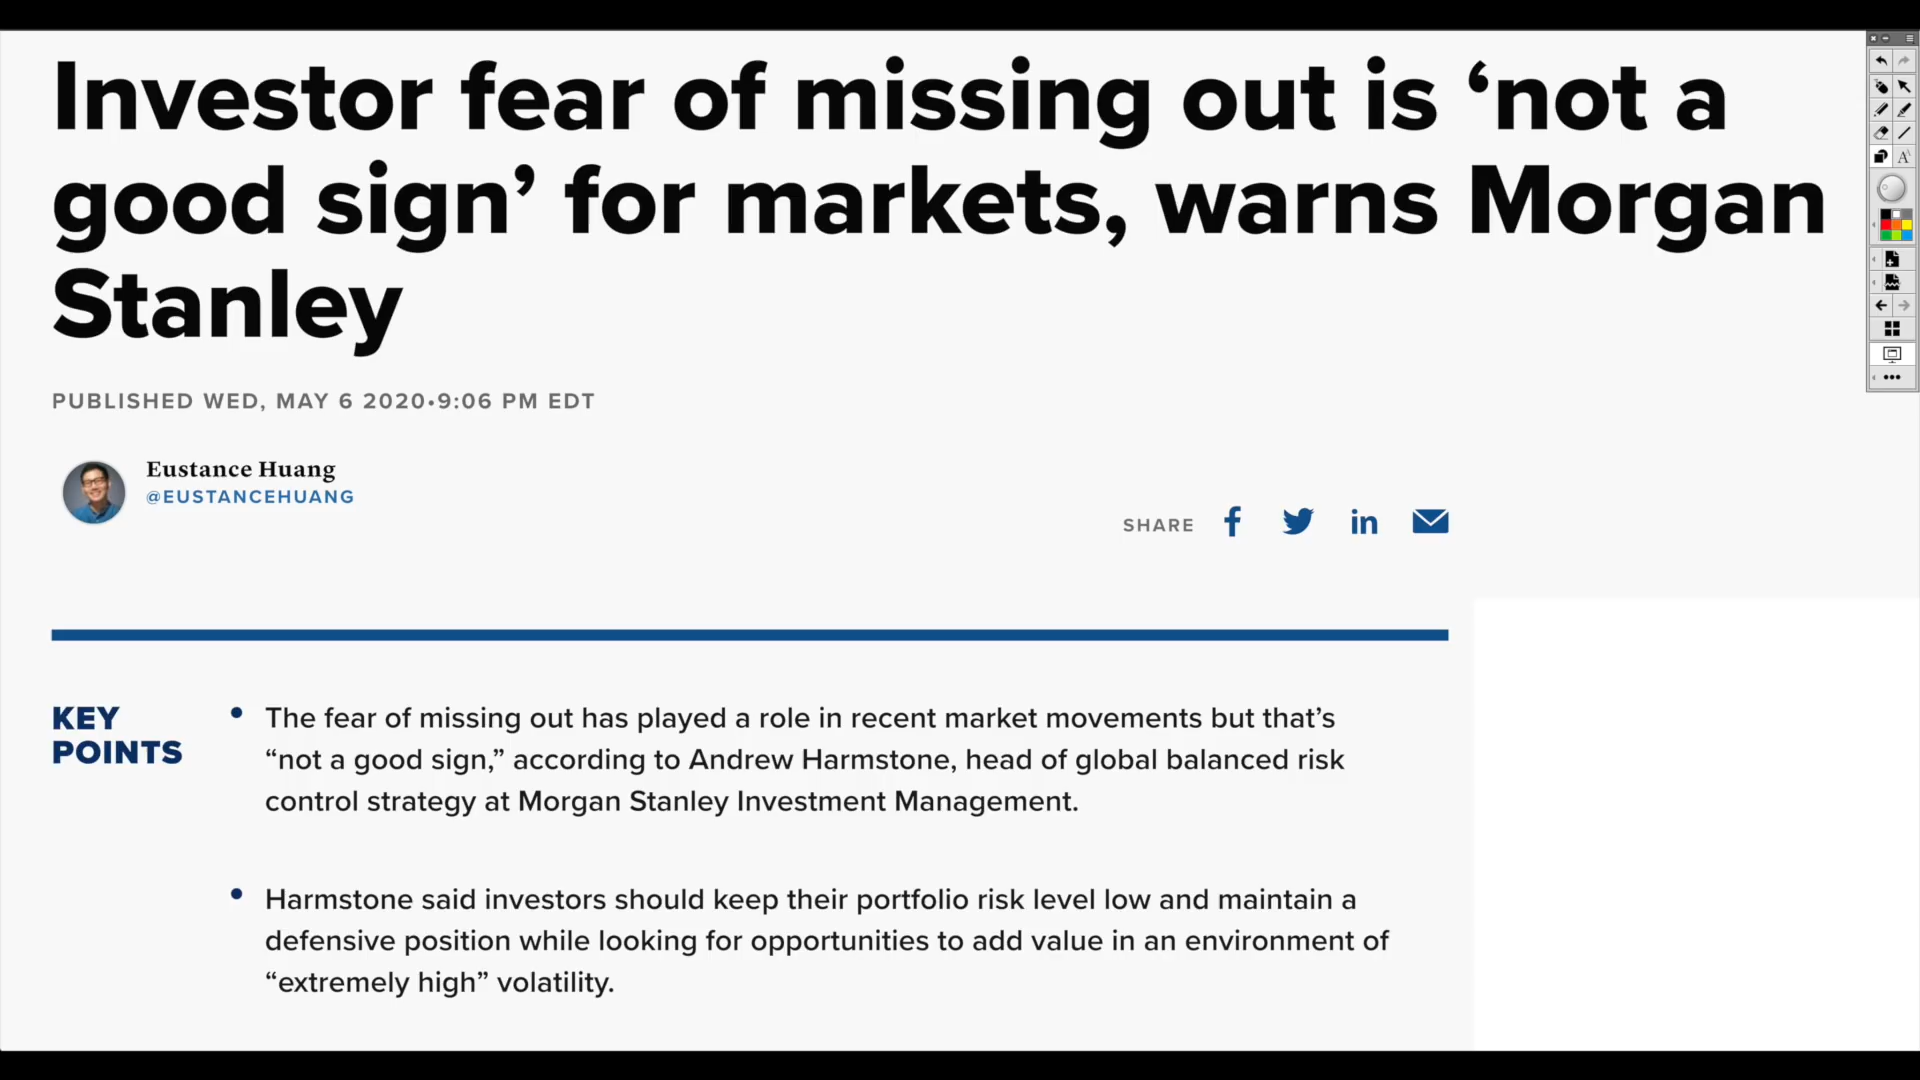 Investor fear of missing out is ‘not a
good sign’ for markets, warns Morgan
Stanley
PUBLISHED WED, MAY 6 2020•9:06 PM EDT
Eustance Huang
@EUSTANCEHUANG
SHARE
KEY
POINTS
• The fear of missing out has played a role in recent market movements but that’s
“not a good sign,” according to Andrew Harmstone, head of global balanced risk
control strategy at Morgan Stanley Investment Management.
• Harmstone said investors should keep their portfolio risk level low and maintain a
defensive position while looking for opportunities to add value in an environment of
“extremely high” volatility.